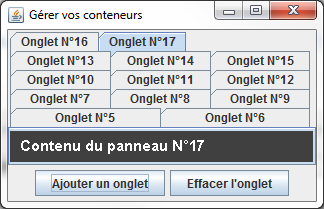 Gérer vos conteneurs
Onglet N°16 Onglet N°17
Onglet N°13 Onglet N°14 Onglet N°15
Onglet N°10 Onglet N°11 Onglet N°12
Onglet N°7 Onglet N°8 Onglet N°9
Onglet N°5 Onglet N°6
Contenu du panneau N°17
Ajouter un onglet Effacer l'onglet